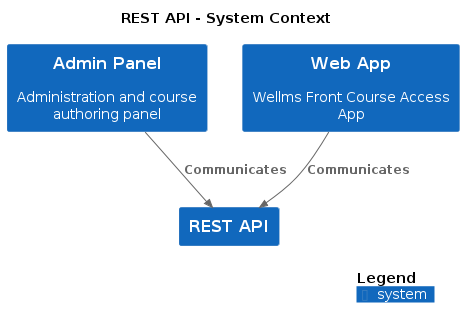 REST API - System Context
Admin Panel
Administration and course
authoring panel
Web App
Wellms Front Course Access
App
Communicates
Communicates
REST API
Legend
system